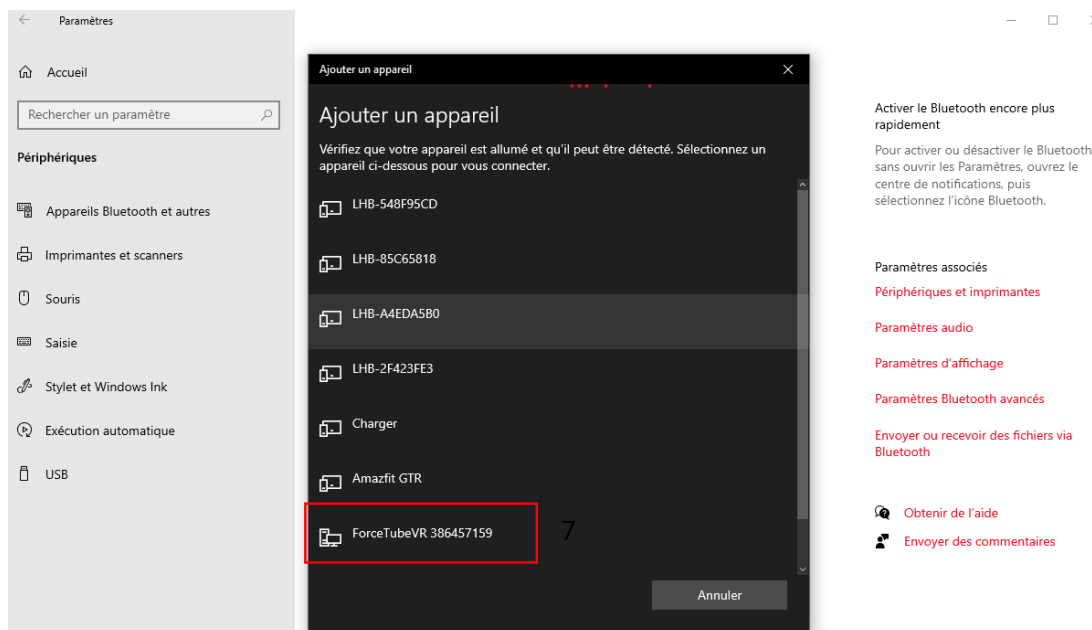 Paramètres
Accueil
Rechercher un paramètre
Périphériques
Appareils Bluetooth et autres
Imprimantes et scanners
Souris
Saisie
Stylet et Windows Ink
Exécution automatique
USB
Ajouter un appareil
Ajouter un appareil
Vérifiez que votre appareil est allumé et qu'il peut être détecté. Sélectionnez un
appareil ci-dessous pour vous connecter.
LHB-548F95CD
LHB-85C65818
LHB-A4EDA5B0
LHB-2F423FE3
Charger
Amazfit GTR
ForceTubeVR 386457159
7
Annuler
Activer le Bluetooth encore plus
rapidement
Pour activer ou désactiver le Bluetooth
sans ouvrir les Paramètres, ouvrez le
centre de notifications, puis
sélectionnez l'icône Bluetooth.
Paramètres associés
Périphériques et imprimantes
Paramètres audio
Paramètres d'affichage
Paramètres Bluetooth avancés
Envoyer ou recevoir des fichiers via
Bluetooth
Obtenir de l'aide
Envoyer des commentaires